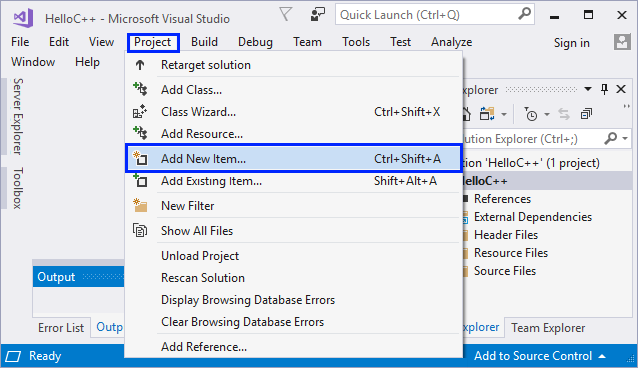 HelloC++ - Microsoft Visual Studio
Quick Launch (Ctrl+Q)
File Edit View Project Build Debug Team Tools Test Analyze Sign in
Window Help
Server Explorer
Toolbox
Retarget solution
Add Class...
Class Wizard... Ctrl+Shift+X
Add Resource...
Add New Item... Ctrl+Shift+A
Add Existing Item... Shift+Alt+A
New Filter
Show All Files
Unload Project
Rescan Solution
Display Browsing Database Errors
Clear Browsing Database Errors
Add Reference...
Explorer
ution Explorer (Ctrl+;)
tion 'HelloC++' (1 project)
HelloC++
References
External Dependencies
Header Files
Resource Files
Source Files
Output
Error List Outp
xplorer Team Explorer
Ready Add to Source Control